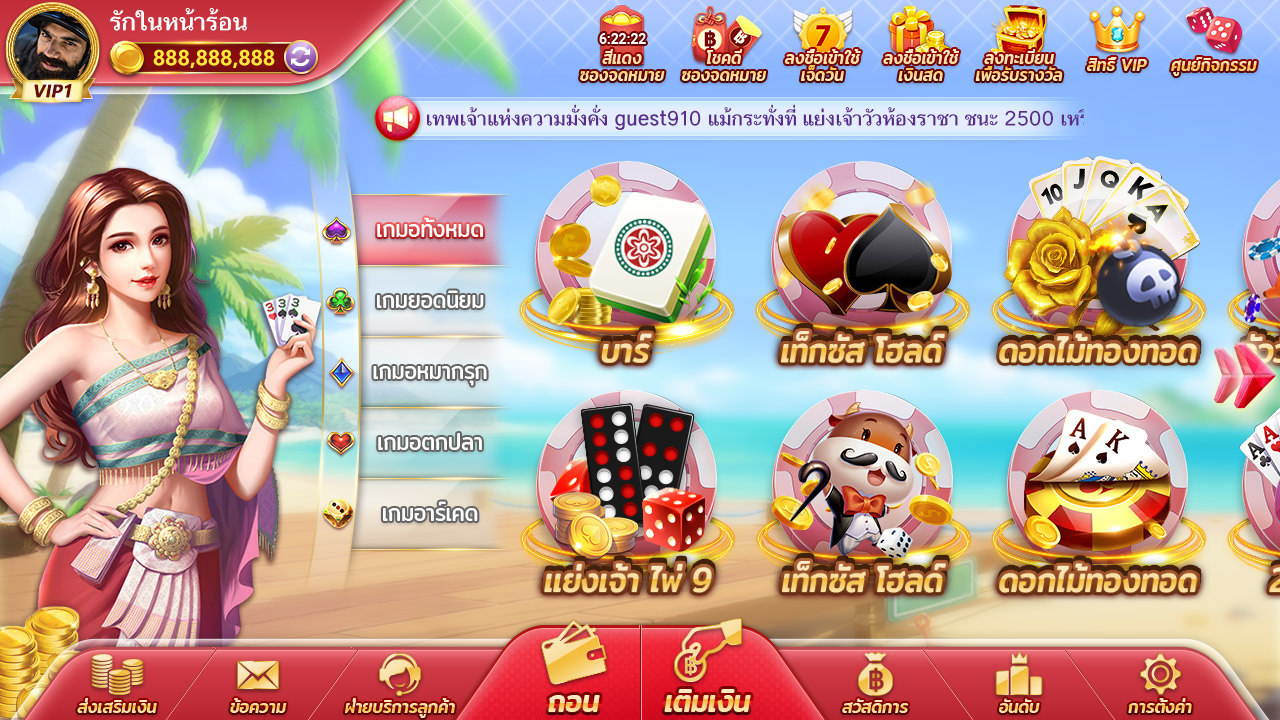 รักในหน้าร้อน
888,888,888
VIP1
6:22:22
สีแดง
ซองจดหมาย
โชคดี
ซองจดหมาย
7
ลงชื่อเข้าใช้
เจ็ดวัน
ลงชื่อเข้าใช้
เงินสด
ลงทะเบียน
เพื่อรับรางวัล
สิทธิ์ VIP
ศูนย์กิจกรรม
เทพเจ้าแห่งความมั่งคั่ง guest910 แม้กระทั่งที่ แย่งเจ้าวัวห้องราชา ชนะ 2500
เกมอทั้งหมด
เกมยอดนิยม
เกมอหมากรุก
เกมอตกปลา
เกมอาร์เคด
บาร์
เท็กซัส โฮลด์
10 J Q K A
ดอกไม้ทองทอด
แย่งเจ้า ไพ่ 9
เท็กซัส โฮลด์
A K
ดอกไม้ทองทอด
ส่งเสริมเงิน
ข้อความ
ฝ่ายบริการลูกค้า
ถอน
เติมเงิน
สวัสดิการ
อันดับ
การตั้งค่า